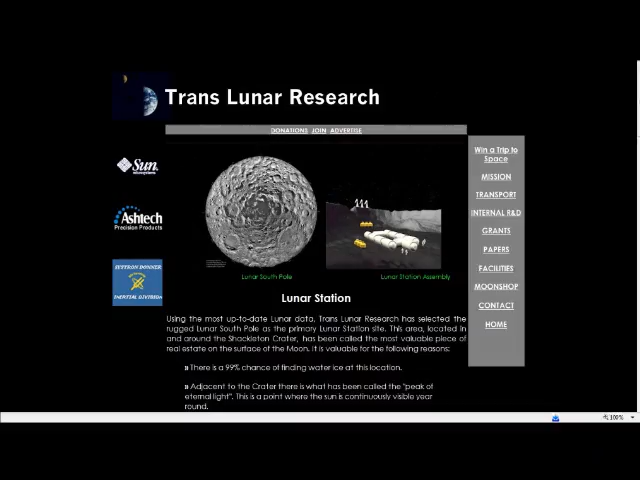 Trans Lunar Research
DONATIONS JOIN ADVERTISE
Win a Trip to
Space
MISSION
TRANSPORT
INTERNAL R&D
GRANTS
PAPERS
FACILITIES
MOONSHOP
CONTACT
HOME
Sun
microsystems
Ashtech
Precision Products
SYSTRON DONNER
INERTIAL DIVISION
Lunar South Pole
Lunar Station Assembly
Lunar Station
Using the most up-to-date Lunar data, Trans Lunar Research has selected the
rugged Lunar South Pole as the primary Lunar Station site. This area, located in
and around the Shackleton Crater, has been called the most valuable piece of
real estate on the surface of the Moon. It is valuable for the following reasons:
» There is a 99% chance of finding water ice at this location.
» Adjacent to the Crater there is what has been called the "peak of
eternal light". This is a point where the sun is continuously visible year
round.
100%